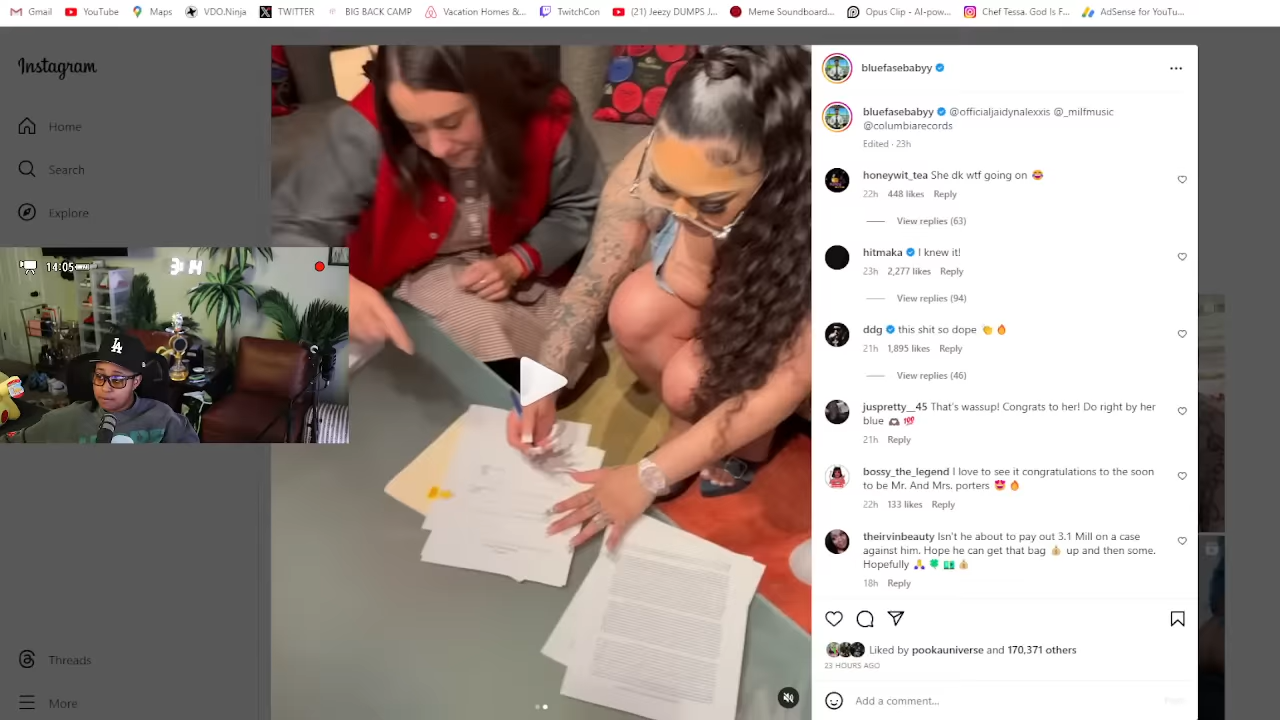 Gmail YouTube Maps VDO.Ninja TWITTER BIG BACK CAMP Vacation Homes &... TwitchCon (21) Jeezy DUMPS J... Meme Soundboard... Opus Clip - AI-pow... Chef Tessa. God Is F... AdSense for YouTu...
Instagram
Home
Search
Explore
14:05
LA
Threads
More
bluefasebabyy
bluefasebabyy @officialjaidynalexxis @_milfmusic
@columbiarecords
Edited · 23h
honeywit_tea She dk wtf going on 😂
22h 448 likes Reply
View replies (63)
hitmaka I knew it!
23h 2,277 likes Reply
View replies (94)
ddg this shit so dope 👏🔥
21h 1,895 likes Reply
View replies (46)
juspretty__45 That's wassup! Congrats to her! Do right by her
blue 🫶🏾 💯
21h Reply
bossy_the_legend I love to see it congratulations to the soon
to be Mr. And Mrs. porters 😍🔥
22h 133 likes Reply
theirvinbeauty Isn't he about to pay out 3.1 Mill on a case
against him. Hope he can get that bag 💰 up and then some.
Hopefully 🙏 🍀 💵 💰
18h Reply
Liked by pookauniverse and 170,371 others
23 HOURS AGO
Add a comment...